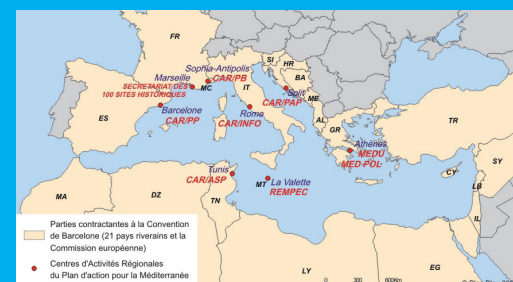 FR
SI
HR
Sophia-Antipolis
CAR/PB
Marseille
MC
SECRETARIAT DES
100 SITES HISTORIQUES
IT
BA
Split
CAR/PAP
ME
Barcelone
CAR/PP
Rome
CAR/INFO
ES
AL
GR
Athènes
MEDU
MED POL
TR
Tunis
CAR/ASP
MT
La Valette
REMPEC
CY
SY
LB
IL
MA
DZ
TN
LY
EG
Parties contractantes à la Convention
de Barcelone (21 pays riverains et la
Commission européenne)
Centres d'Activités Régionales
du Plan d'action pour la Méditerranée
0 300 600Km